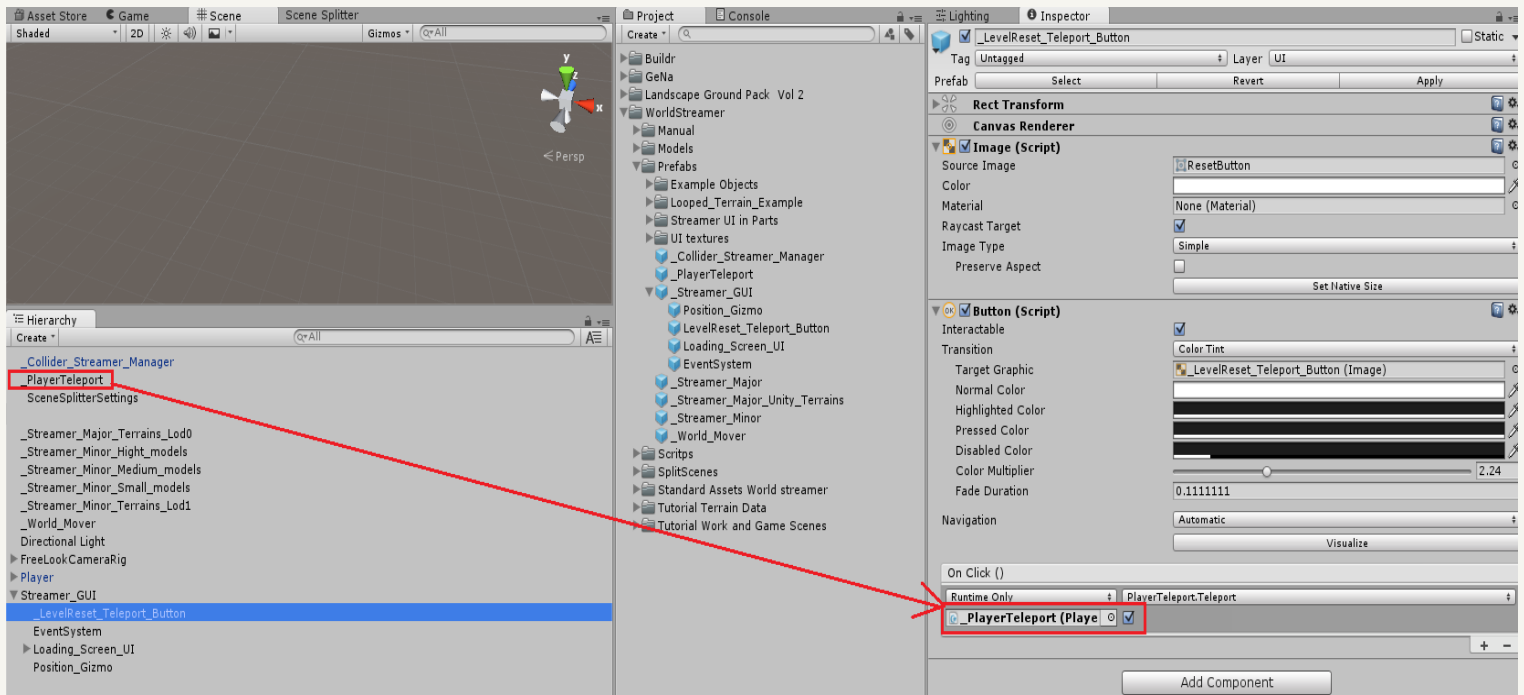 Asset Store
Game
Scene
Scene Splitter
Shaded
2D
Gizmos
All
y
z
x
Persp
Hierarchy
Create
All
_Collider_Streamer_Manager
_PlayerTeleport
SceneSplitterSettings
_Streamer_Major_Terrains_Lod0
_Streamer_Minor_Hight_models
_Streamer_Minor_Medium_models
_Streamer_Minor_Small_models
_Streamer_Minor_Terrains_Lod1
_World_Mover
Directional Light
FreeLookCameraRig
Player
Streamer_GUI
_LevelReset_Teleport_Button
EventSystem
Loading_Screen_UI
Position_Gizmo
Project
Console
Create
Buildr
GeNa
Landscape Ground Pack Vol 2
WorldStreamer
Manual
Models
Prefabs
Example Objects
Looped_Terrain_Example
Streamer UI in Parts
UI textures
_Collider_Streamer_Manager
_PlayerTeleport
_Streamer_GUI
Position_Gizmo
LevelReset_Teleport_Button
Loading_Screen_UI
EventSystem
_Streamer_Major
_Streamer_Major_Unity_Terrains
_Streamer_Minor
_World_Mover
Scritps
SplitScenes
Standard Assets World streamer
Tutorial Terrain Data
Tutorial Work and Game Scenes
Lighting
Inspector
_LevelReset_Teleport_Button
Static
Tag Untagged
Layer UI
Prefab Select Revert Apply
Rect Transform
Canvas Renderer
Image (Script)
Source Image ResetButton
Color
Material None (Material)
Raycast Target
Image Type Simple
Preserve Aspect
Set Native Size
OK Button (Script)
Interactable
Transition Color Tint
Target Graphic _LevelReset_Teleport_Button (Image)
Normal Color
Highlighted Color
Pressed Color
Disabled Color
Color Multiplier 2.24
Fade Duration 0.1111111
Navigation Automatic
Visualize
On Click ()
Runtime Only PlayerTeleport.Teleport
_PlayerTeleport (Playe
+ -
Add Component